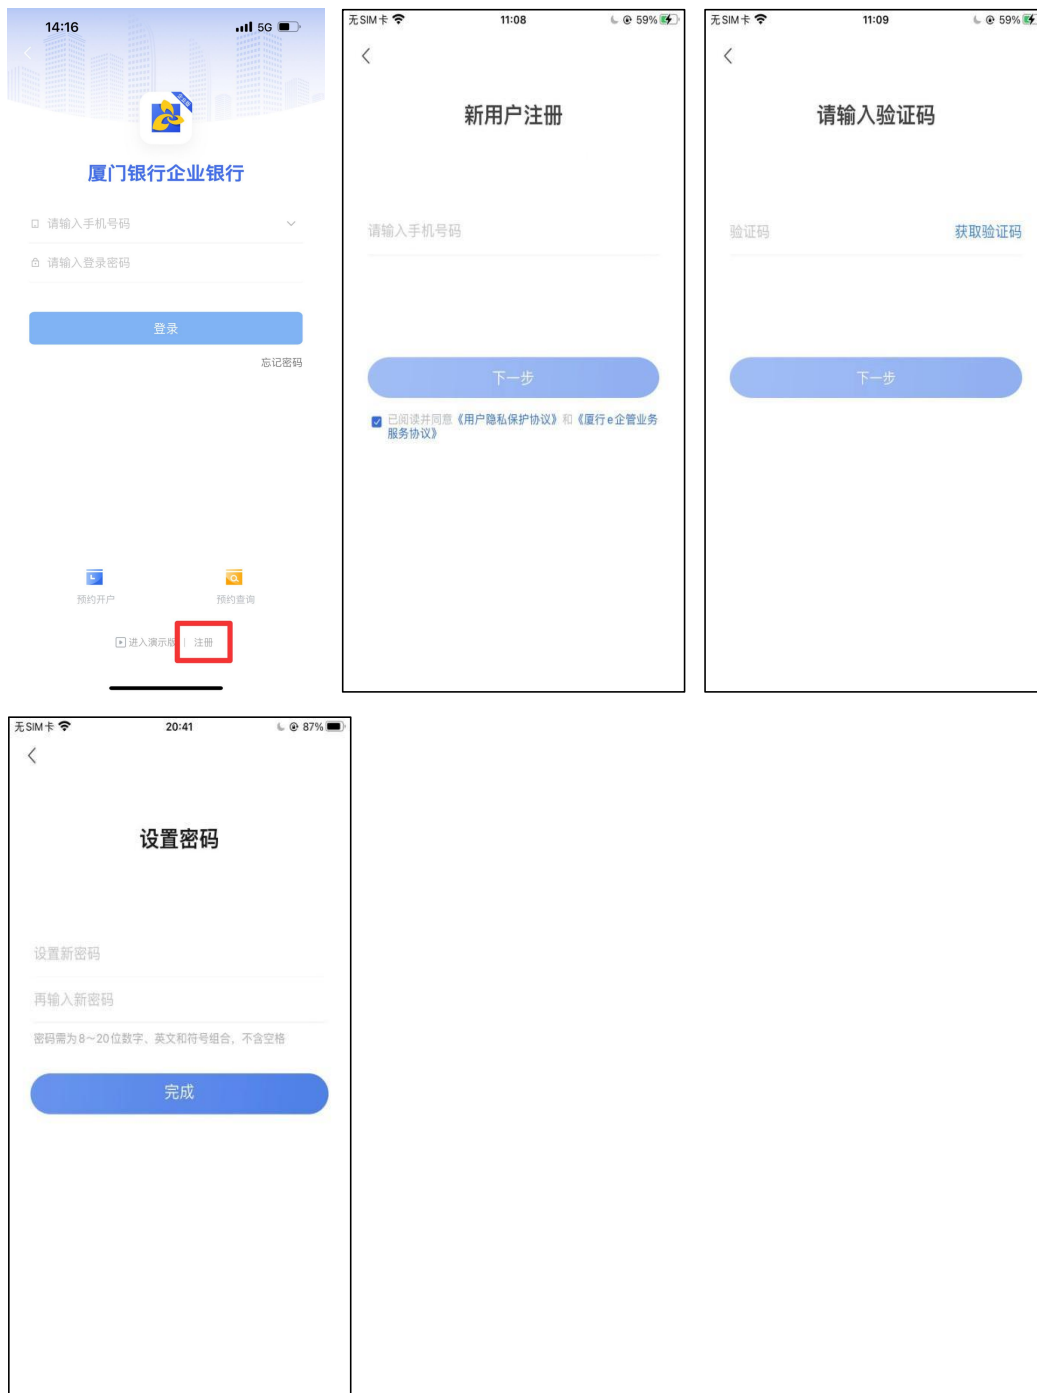 14:16
5G
厦门银行企业银行
请输入手机号码
请输入登录密码
登录
忘记密码
预约开户
预约查询
进入演示版 | 注册
无SIM卡
11:08
59%
新用户注册
请输入手机号码
下一步
已阅读并同意《用户隐私保护协议》和《厦行e企管业务
服务协议》
无SIM卡
11:09
59%
请输入验证码
验证码
获取验证码
下一步
无SIM卡
20:41
87%
设置密码
设置新密码
再输入新密码
密码需为8~20位数字、英文和符号组合，不含空格
完成